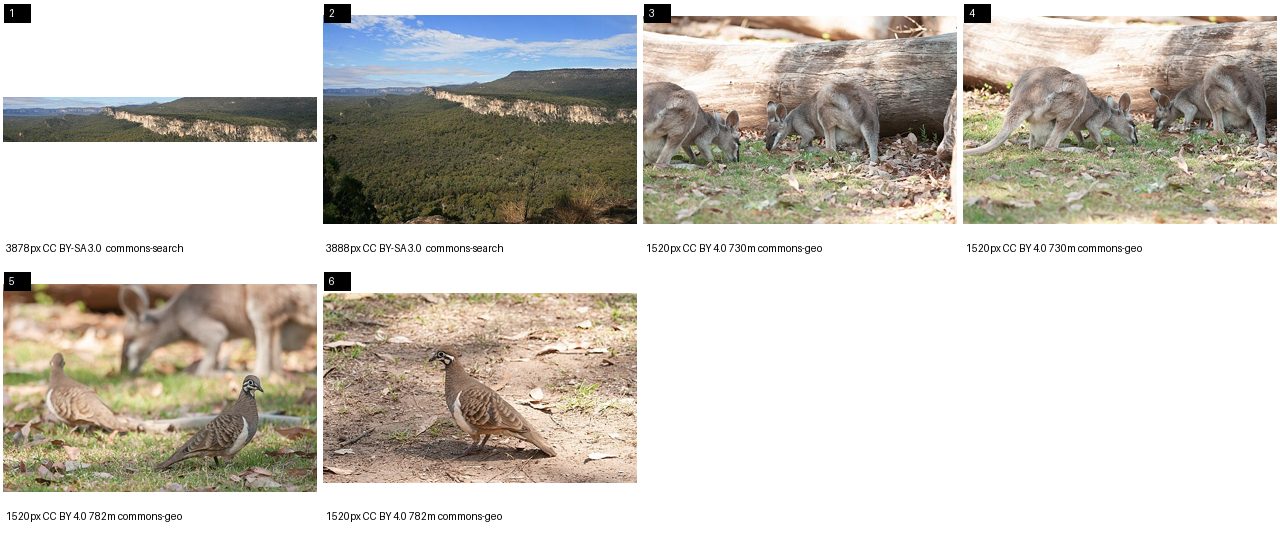 1
2
3
4
3878px CC BY-SA 3.0 commons-search
3888px CC BY-SA 3.0 commons-search
1520px CC BY 4.0 730m commons-geo
1520px CC BY 4.0 730m commons-geo
5
6
1520px CC BY 4.0 782m commons-geo
1520px CC BY 4.0 782m commons-geo